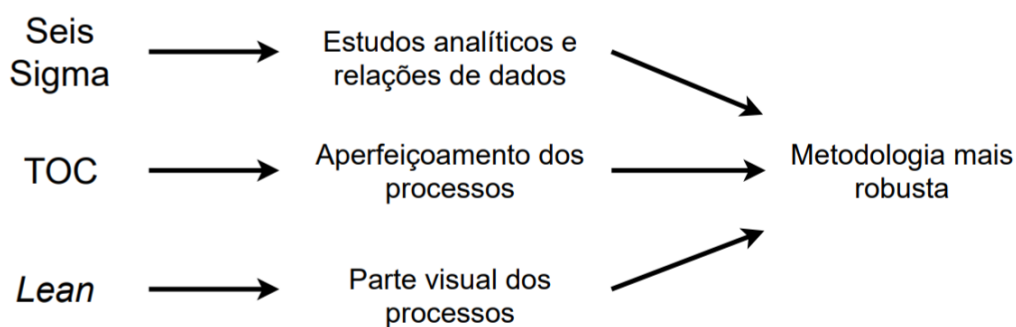 Seis
Sigma
Estudos analíticos e
relações de dados
TOC
Aperfeiçoamento dos
processos
Metodologia mais
robusta
Lean
Parte visual dos
processos